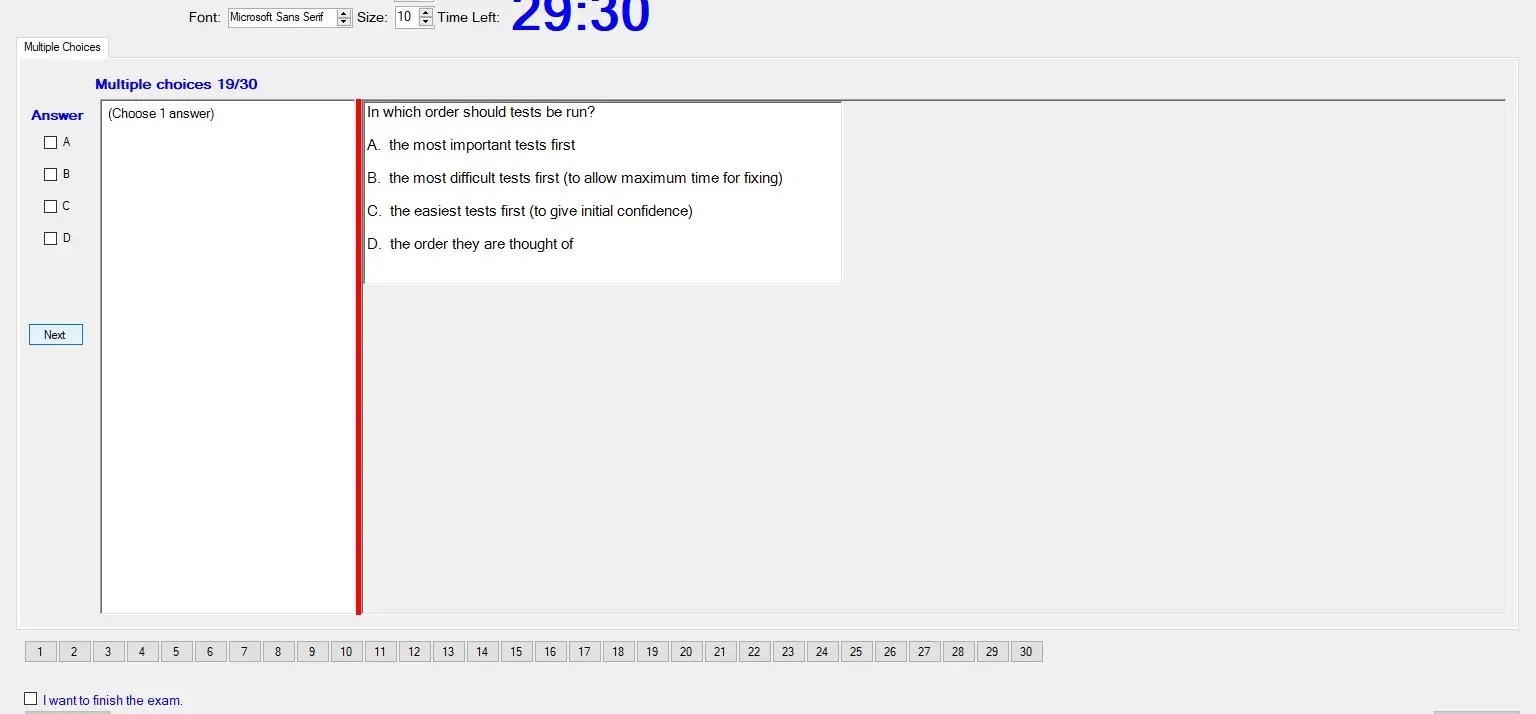 Font: Microsoft Sans Serif Size: 10 Time Left: 29:30
Multiple Choices
Multiple choices 19/30
Answer
(Choose 1 answer)
A
B
C
D
Next
In which order should tests be run?
A. the most important tests first
B. the most difficult tests first (to allow maximum time for fixing)
C. the easiest tests first (to give initial confidence)
D. the order they are thought of
1 2 3 4 5 6 7 8 9 10 11 12 13 14 15 16 17 18 19 20 21 22 23 24 25 26 27 28 29 30
I want to finish the exam.